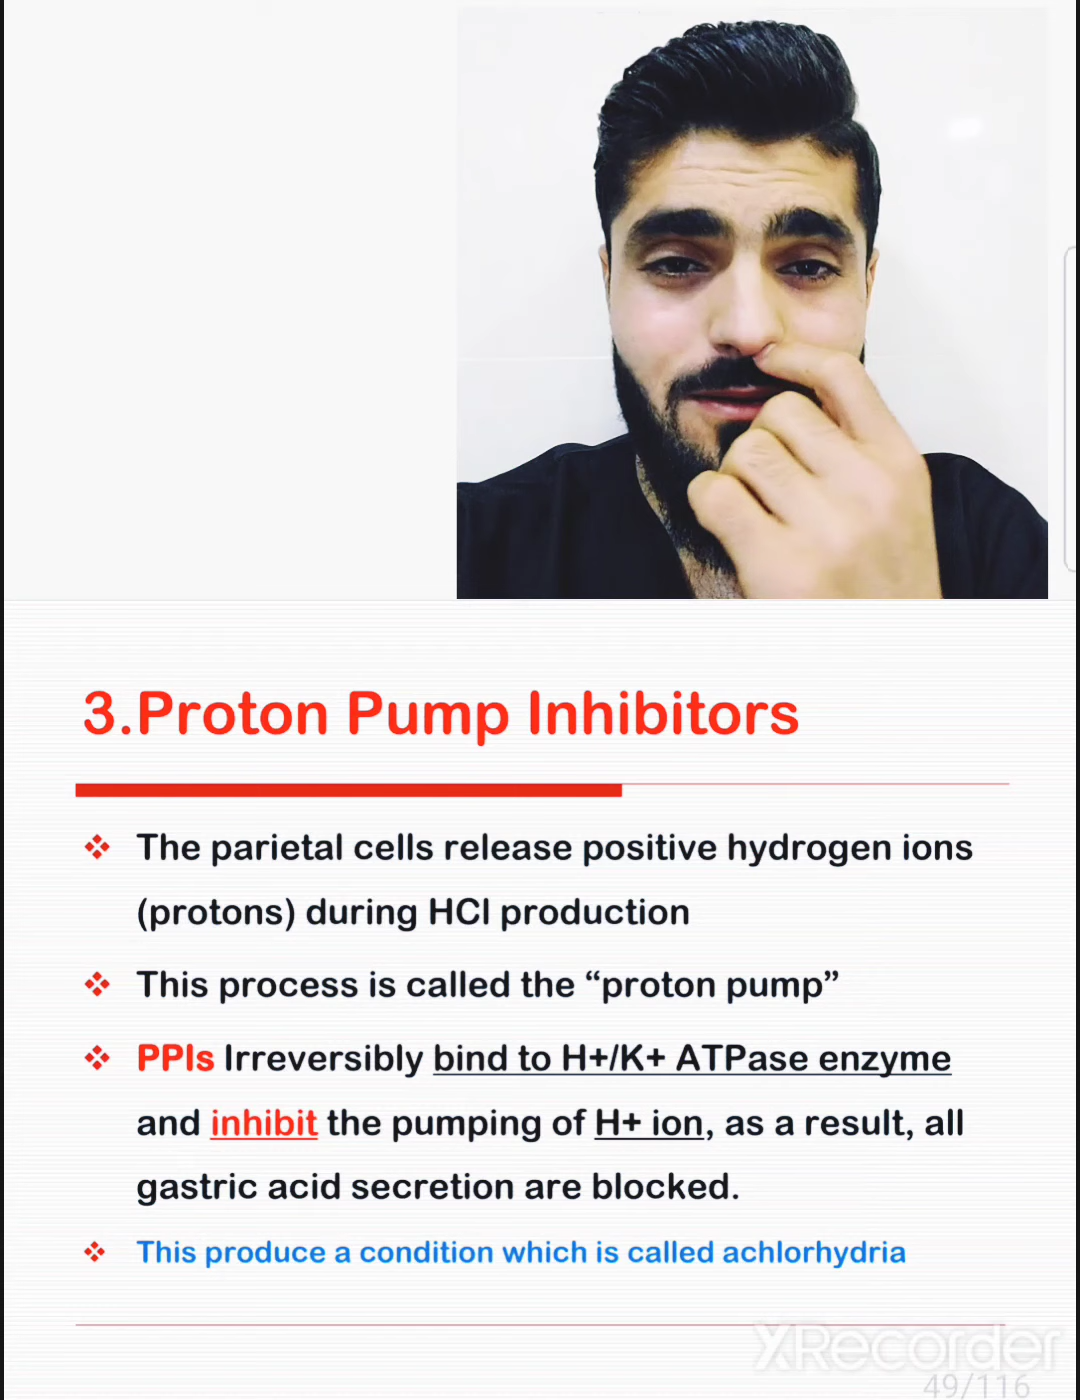 3.Proton Pump Inhibitors
The parietal cells release positive hydrogen ions
(protons) during HCl production
This process is called the “proton pump”
PPIs Irreversibly bind to H+/K+ ATPase enzyme
and inhibit the pumping of H+ ion, as a result, all
gastric acid secretion are blocked.
This produce a condition which is called achlorhydria
XRecorder
49/116